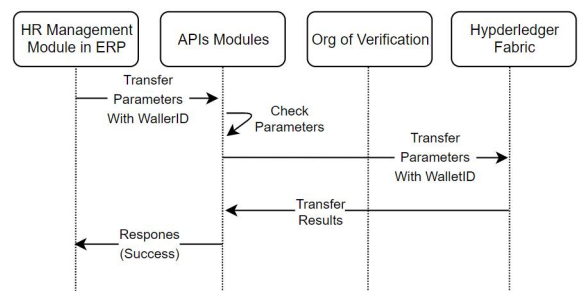 HR Management
Module in ERP
APIs Modules
Org of Verification
Hypderledger
Fabric
Transfer
Parameters
With WallerID
Check
Parameters
Transfer
Parameters
With WalletID
Transfer
Results
Respones
(Success)